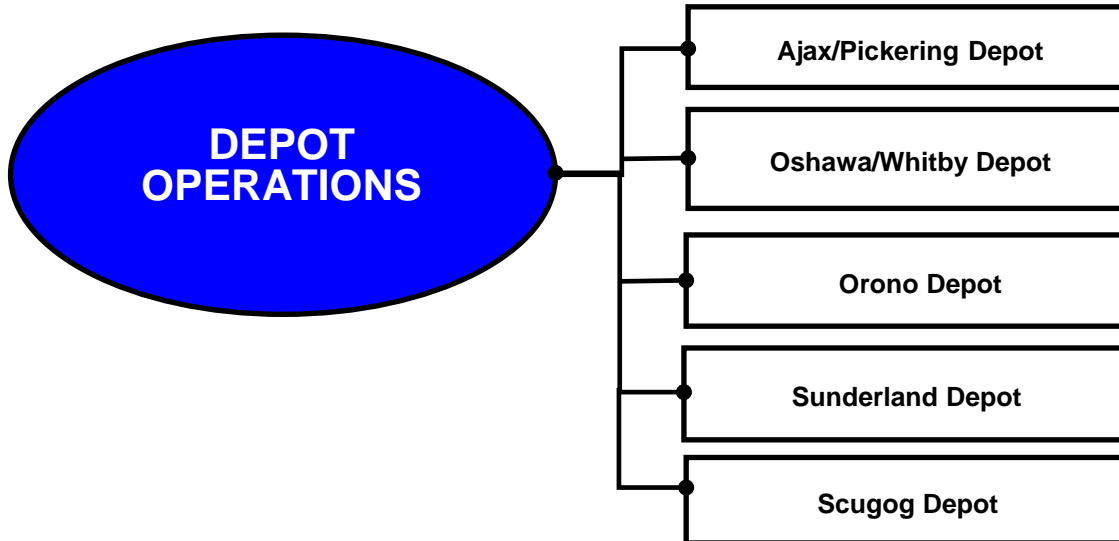 DEPOT
OPERATIONS
Ajax/Pickering Depot
Oshawa/Whitby Depot
Orono Depot
Sunderland Depot
Scugog Depot